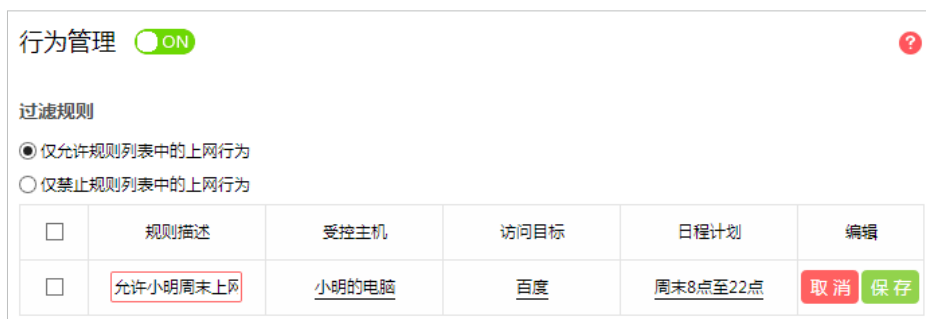 行为管理 ON
?
过滤规则
仅允许规则列表中的上网行为
仅禁止规则列表中的上网行为
规则描述 受控主机 访问目标 日程计划 编辑
允许小明周末上网 小明的电脑 百度 周末8点至22点 取消 保存